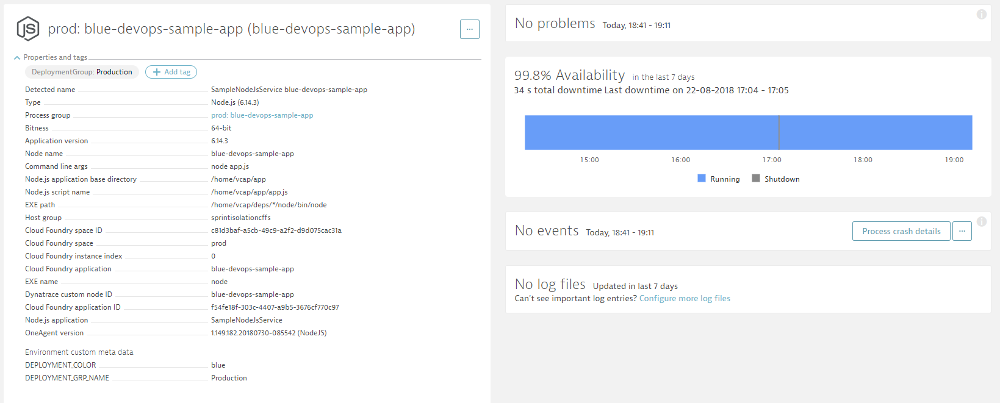 JS prod: blue-devops-sample-app (blue-devops-sample-app)
...
Properties and tags
DeploymentGroup: Production + Add tag
Detected name SampleNodeJsService blue-devops-sample-app
Type Node.js (6.14.3)
Process group prod: blue-devops-sample-app
Bitness 64-bit
Application version 6.14.3
Node name blue-devops-sample-app
Command line args node app.js
Node.js application base directory /home/vcap/app
Node.js script name /home/vcap/app/app.js
EXE path /home/vcap/deps/*/node/bin/node
Host group sprintisolationcffs
Cloud Foundry space ID c81d3baf-a5cb-49c9-a2f2-d9d075cac31a
Cloud Foundry space prod
Cloud Foundry instance index 0
Cloud Foundry application blue-devops-sample-app
EXE name node
Dynatrace custom node ID blue-devops-sample-app
Cloud Foundry application ID f54fe18f-303c-4407-a9b5-3676cf770c97
Node.js application SampleNodeJsService
OneAgent version 1.149.182.20180730-085542 (NodeJS)
Environment custom meta data
DEPLOYMENT_COLOR blue
DEPLOYMENT_GRP_NAME Production
No problems Today, 18:41 - 19:11
i
99.8% Availability in the last 7 days
34 s total downtime Last downtime on 22-08-2018 17:04 - 17:05
15:00 16:00 17:00 18:00 19:00
Running Shutdown
No events Today, 18:41 - 19:11 Process crash details ...
i
No log files Updated in last 7 days
Can't see important log entries? Configure more log files